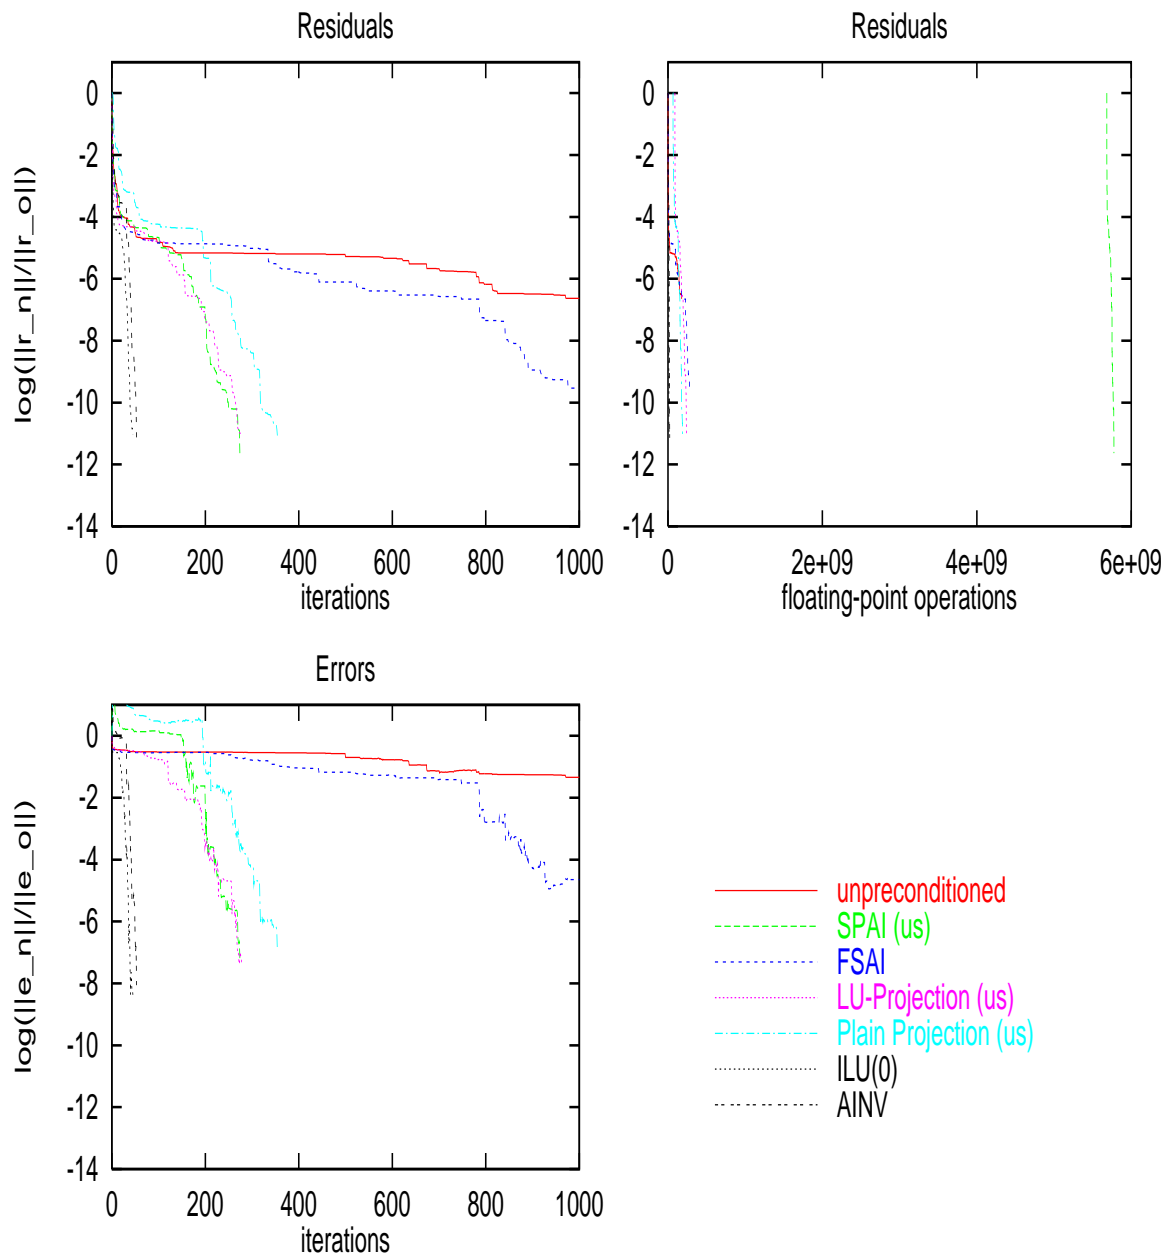 Residuals
0
-2
-4
-6
-8
-10
-12
-14
log(||r_n||/||r_o||)
0 200 400 600 800 1000
iterations
Residuals
0
-2
-4
-6
-8
-10
-12
-14
0 2e+09 4e+09 6e+09
floating-point operations
Errors
0
-2
-4
-6
-8
-10
-12
-14
log(||e_n||/||e_o||)
0 200 400 600 800 1000
iterations
unpreconditioned
SPAI (us)
FSAI
LU-Projection (us)
Plain Projection (us)
ILU(0)
AINV